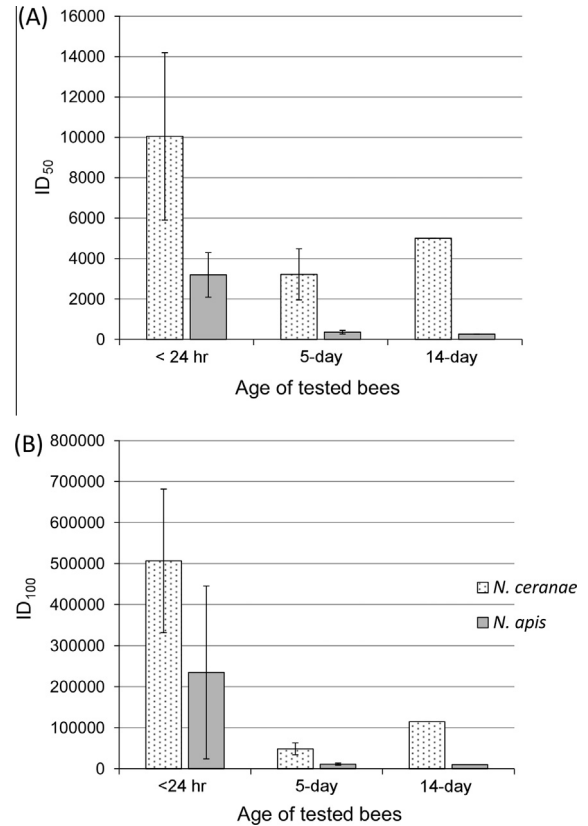 (A)
16000
14000
12000
10000
8000
6000
4000
2000
0
ID50
< 24 hr 5-day 14-day
Age of tested bees
(B)
800000
700000
600000
500000
400000
300000
200000
100000
0
ID100
N. ceranae
N. apis
<24 hr 5-day 14-day
Age of tested bees